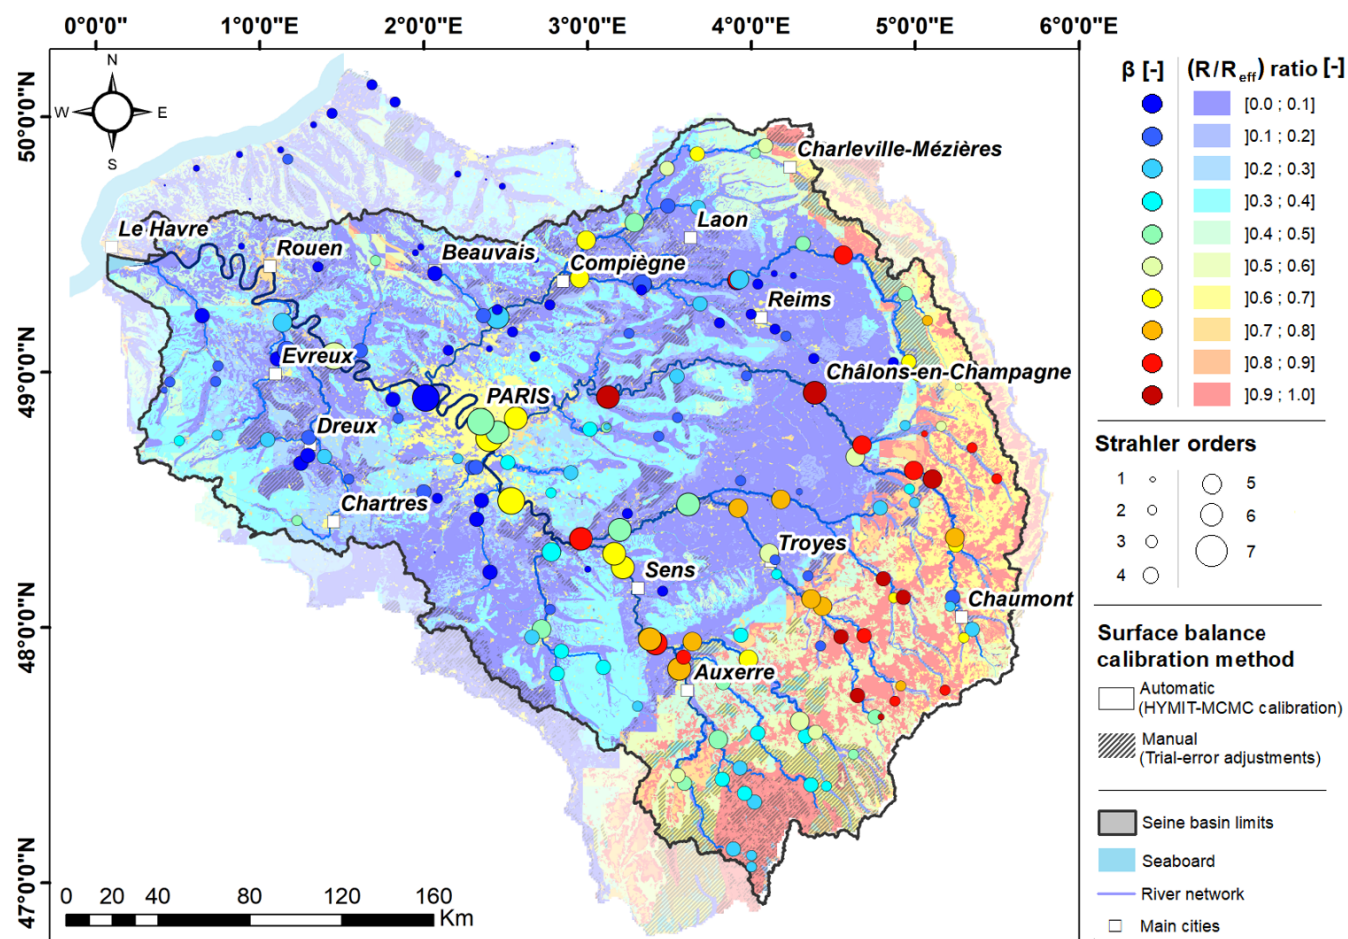 0°0'0"E 1°0'0"E 2°0'0"E 3°0'0"E 4°0'0"E 5°0'0"E 6°0'0"E
50°0'0"N
49°0'0"N
48°0'0"N
47°0'0"N
N
W E
S
Charleville-Mézières
Le Havre
Laon
Rouen
Beauvais
Compiègne
Reims
Evreux
PARIS
Châlons-en-Champagne
Dreux
Chartres
Troyes
Sens
Chaumont
Auxerre
0 20 40 80 120 160
Km
β [-] (R/Reff) ratio [-]
[0.0 ; 0.1]
]0.1 ; 0.2]
]0.2 ; 0.3]
]0.3 ; 0.4]
]0.4 ; 0.5]
]0.5 ; 0.6]
]0.6 ; 0.7]
]0.7 ; 0.8]
]0.8 ; 0.9]
]0.9 ; 1.0]
Strahler orders
1 5
2 6
3 7
4
Surface balance
calibration method
Automatic
(HYMIT-MCMC calibration)
Manual
(Trial-error adjustments)
Seine basin limits
Seaboard
River network
Main cities